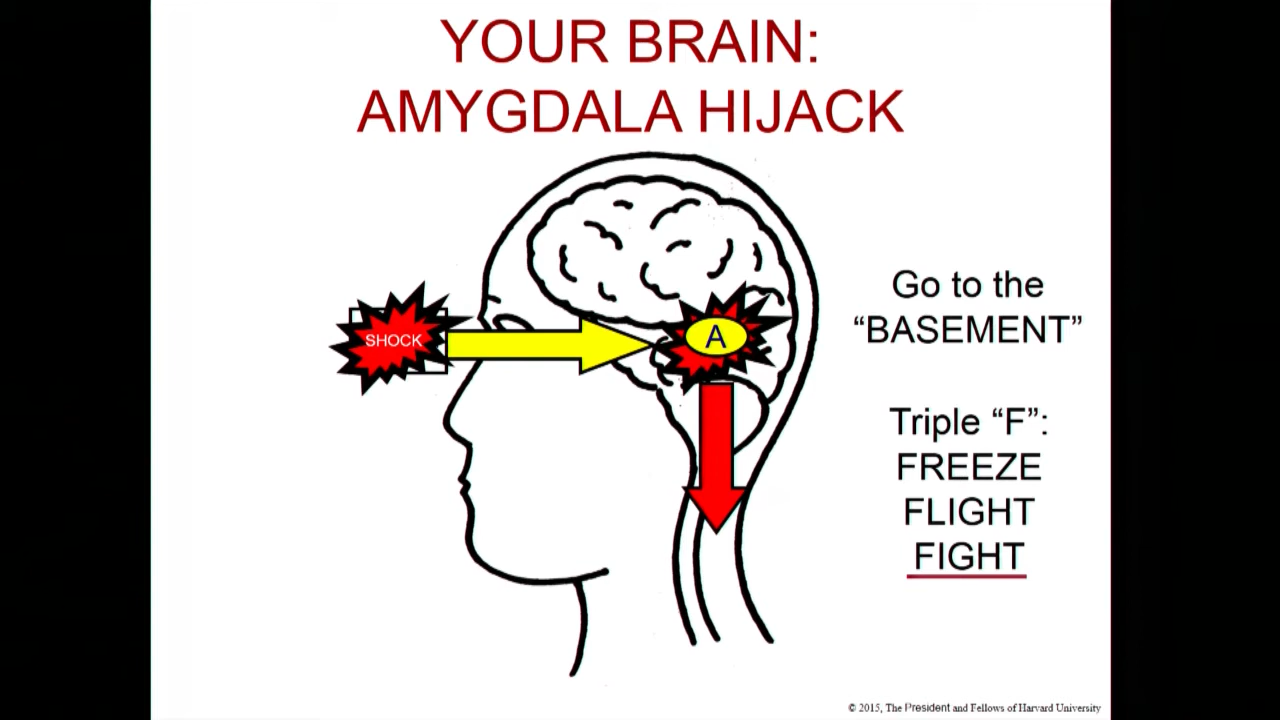 YOUR BRAIN:
AMYGDALA HIJACK
SHOCK
A
Go to the
“BASEMENT”
Triple “F”:
FREEZE
FLIGHT
FIGHT
© 2015, The President and Fellows of Harvard University